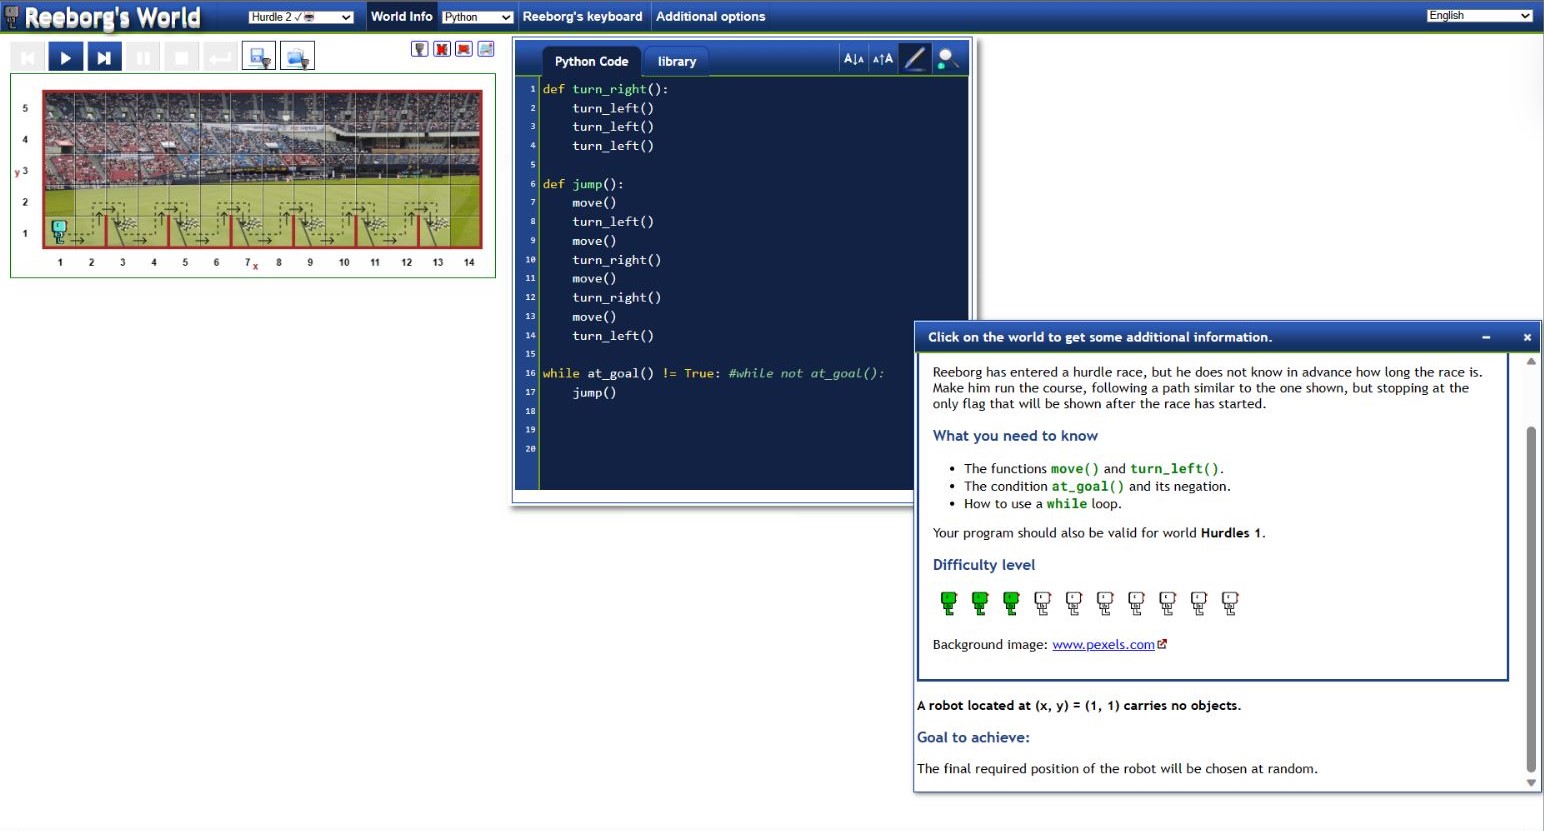 Reeborg's World
Hurdle 2 ✓
World Info
Python
Reeborg's keyboard
Additional options
English
5
4
y 3
2
1
1 2 3 4 5 6 7 x 8 9 10 11 12 13 14
Python Code
library
A↓A
A↑A
1 def turn_right():
2     turn_left()
3     turn_left()
4     turn_left()
5
6 def jump():
7     move()
8     turn_left()
9     move()
10     turn_right()
11     move()
12     turn_right()
13     move()
14     turn_left()
15
16 while at_goal() != True: #while not at_goal():
17     jump()
18
19
20
Click on the world to get some additional information.
Reeborg has entered a hurdle race, but he does not know in advance how long the race is.
Make him run the course, following a path similar to the one shown, but stopping at the
only flag that will be shown after the race has started.
What you need to know
• The functions move() and turn_left().
• The condition at_goal() and its negation.
• How to use a while loop.
Your program should also be valid for world Hurdles 1.
Difficulty level
Background image: www.pexels.com
A robot located at (x, y) = (1, 1) carries no objects.
Goal to achieve:
The final required position of the robot will be chosen at random.